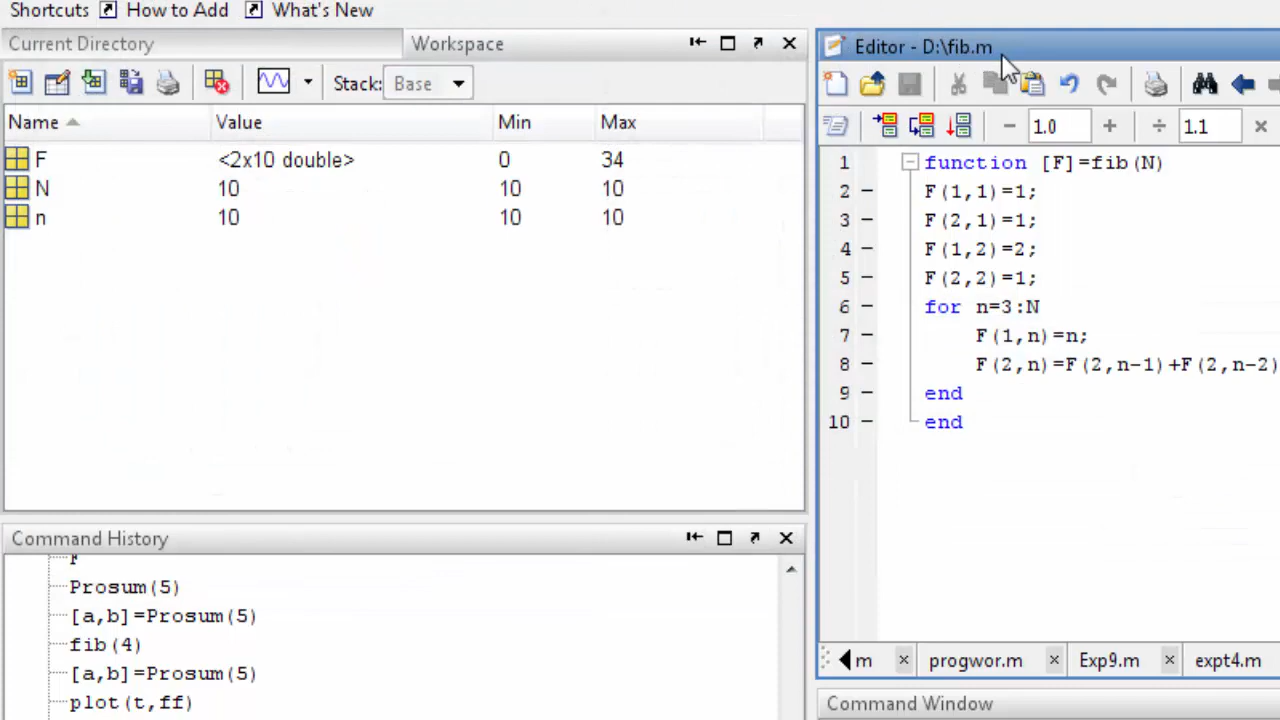 Shortcuts How to Add What's New
Current Directory
Workspace
Stack: Base
Name Value Min Max
F <2x10 double> 0 34
N 10 10 10
n 10 10 10
Command History
F
Prosum(5)
[a,b]=Prosum(5)
fib(4)
[a,b]=Prosum(5)
plot(t,ff)
Editor - D:\fib.m
1.0 1.1
1 function [F]=fib(N)
2 F(1,1)=1;
3 F(2,1)=1;
4 F(1,2)=2;
5 F(2,2)=1;
6 for n=3:N
7 F(1,n)=n;
8 F(2,n)=F(2,n-1)+F(2,n-2)
9 end
10 end
m progwor.m Exp9.m expt4.m
Command Window